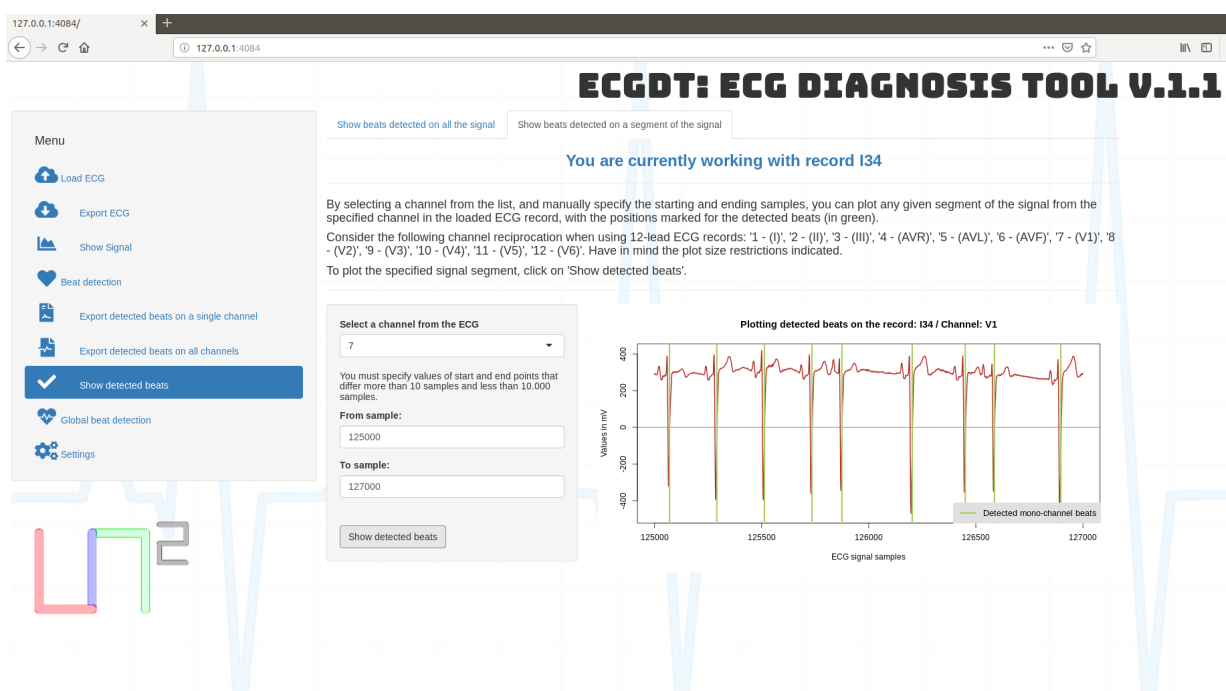 127.0.0.1:4084/
127.0.0.1:4084
ECGDT: ECG DIAGNOSIS TOOL V.1.1
Menu
Load ECG
Export ECG
Show Signal
Beat detection
Export detected beats on a single channel
Export detected beats on all channels
Show detected beats
Global beat detection
Settings
Show beats detected on all the signal
Show beats detected on a segment of the signal
You are currently working with record I34
By selecting a channel from the list, and manually specify the starting and ending samples, you can plot any given segment of the signal from the
specified channel in the loaded ECG record, with the positions marked for the detected beats (in green).
Consider the following channel reciprocation when using 12-lead ECG records: '1 - (I)', '2 - (II)', '3 - (III)', '4 - (AVR)', '5 - (AVL)', '6 - (AVF)', '7 - (V1)', '8
- (V2)', '9 - (V3)', '10 - (V4)', '11 - (V5)', '12 - (V6)'. Have in mind the plot size restrictions indicated.
To plot the specified signal segment, click on 'Show detected beats'.
Select a channel from the ECG
7
You must specify values of start and end points that
differ more than 10 samples and less than 10.000
samples.
From sample:
125000
To sample:
127000
Show detected beats
Plotting detected beats on the record: I34 / Channel: V1
Values in mV
400
200
0
-200
-400
Detected mono-channel beats
125000
125500
126000
126500
127000
ECG signal samples